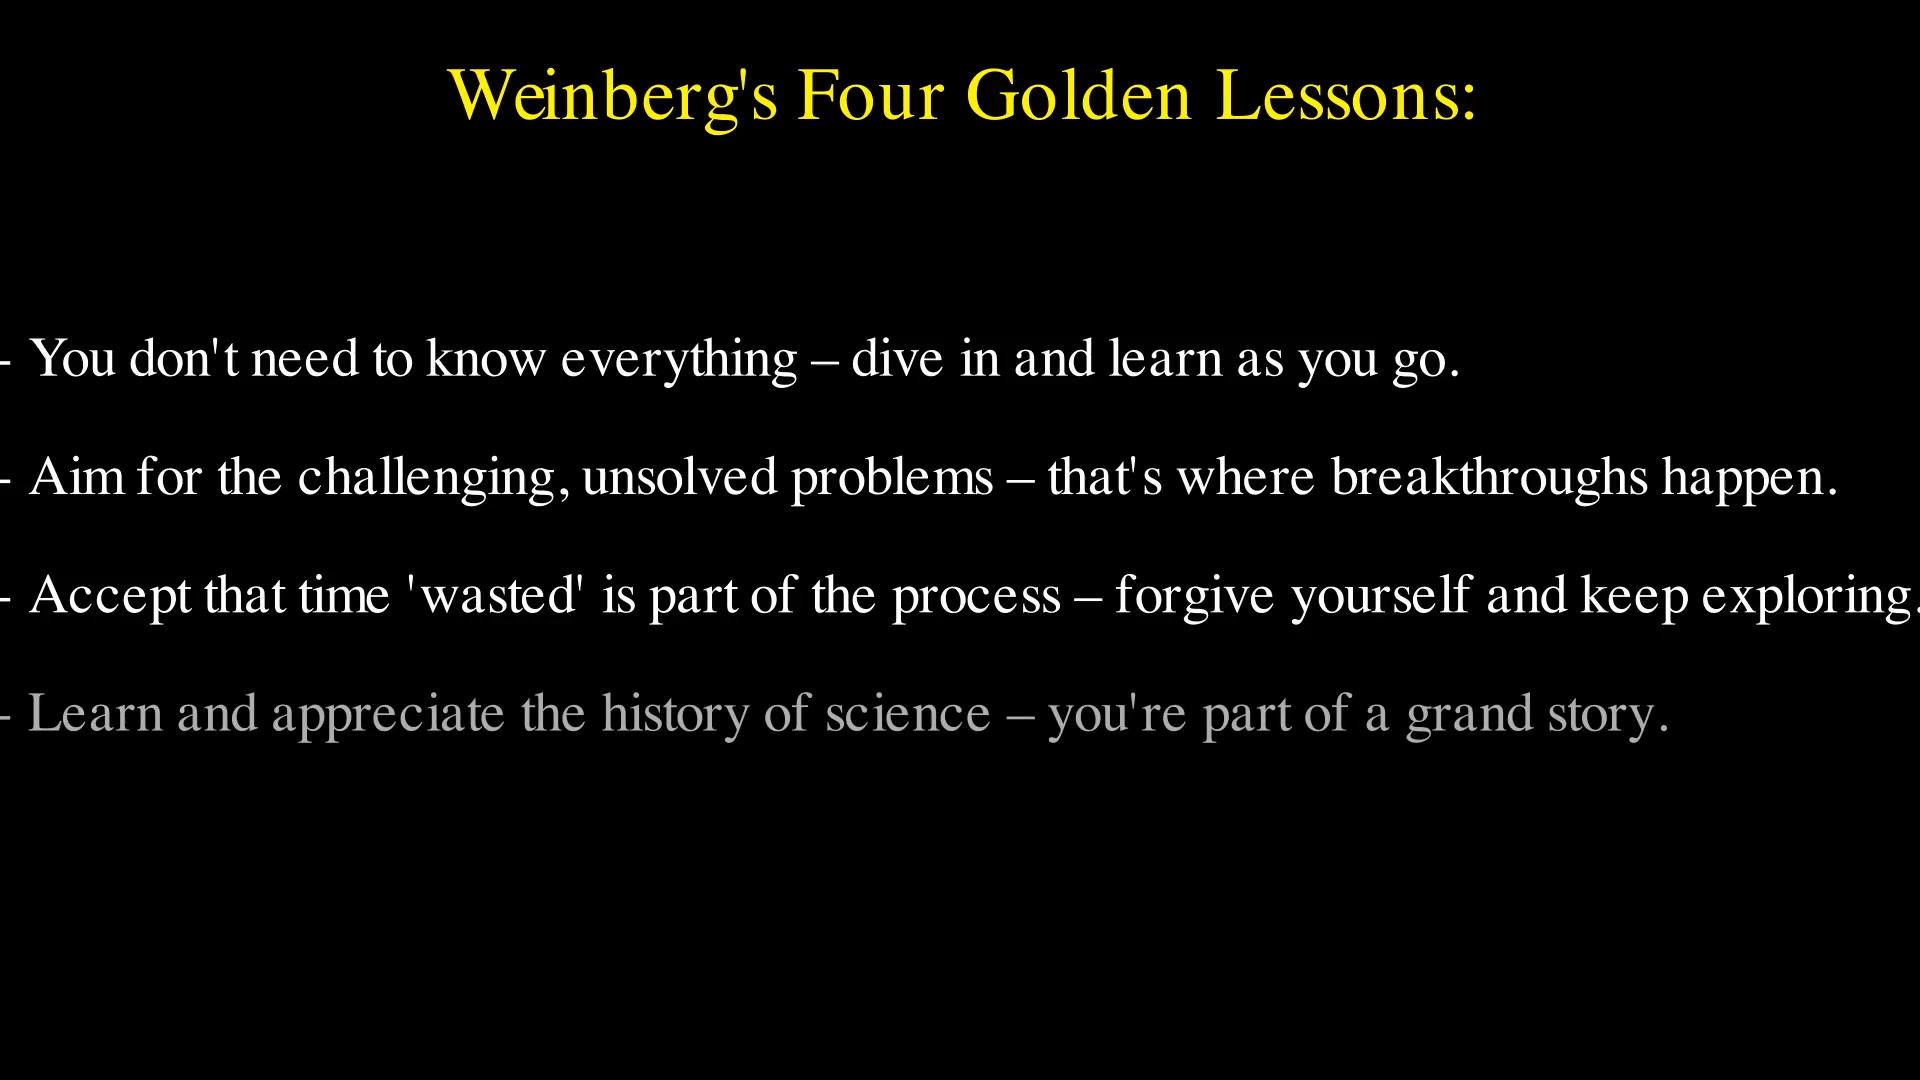 Weinberg's Four Golden Lessons:
- You don't need to know everything – dive in and learn as you go.
- Aim for the challenging, unsolved problems – that's where breakthroughs happen.
- Accept that time 'wasted' is part of the process – forgive yourself and keep exploring.
- Learn and appreciate the history of science – you're part of a grand story.